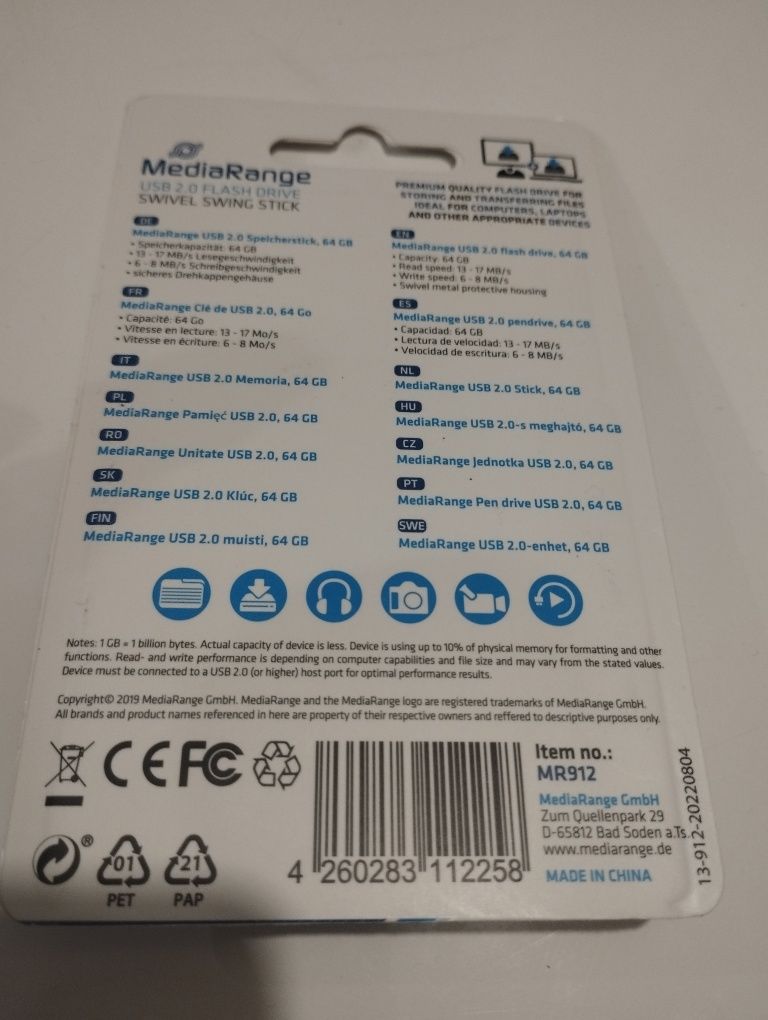 MediaRange
USB 2.0 FLASH DRIVE
SWIVEL SWING STICK
PREMIUM QUALITY FLASH DRIVE FOR
STORING AND TRANSFERRING FILES
IDEAL FOR COMPUTERS, LAPTOPS
AND OTHER APPROPRIATE DEVICES
DE
MediaRange USB 2.0 Speicherstick, 64 GB
• Speicherkapazität: 64 GB
• 13 - 17 MB/s Lesegeschwindigkeit
• 6 - 8 MB/s Schreibgeschwindigkeit
• sicheres Drehkappengehäuse
FR
MediaRange Clé de USB 2.0, 64 Go
• Capacité: 64 Go
• Vitesse en lecture: 13 - 17 Mo/s
• Vitesse en écriture: 6 - 8 Mo/s
IT
MediaRange USB 2.0 Memoria, 64 GB
PL
MediaRange Pamięć USB 2.0, 64 GB
RO
MediaRange Unitate USB 2.0, 64 GB
SK
MediaRange USB 2.0 Klúc, 64 GB
FIN
MediaRange USB 2.0 muisti, 64 GB
EN
MediaRange USB 2.0 flash drive, 64 GB
• Capacity: 64 GB
• Read speed: 13 - 17 MB/s
• Write speed: 6 - 8 MB/s
• Swivel metal protective housing
ES
MediaRange USB 2.0 pendrive, 64 GB
• Capacidad: 64 GB
• Lectura de velocidad: 13 - 17 MB/s
• Velocidad de escritura: 6 - 8 MB/s
NL
MediaRange USB 2.0 Stick, 64 GB
HU
MediaRange USB 2.0-s meghajtó, 64 GB
CZ
MediaRange Jednotka USB 2.0, 64 GB
PT
MediaRange Pen drive USB 2.0, 64 GB
SWE
MediaRange USB 2.0-enhet, 64 GB
Notes: 1 GB = 1 billion bytes. Actual capacity of device is less. Device is using up to 10% of physical memory for formatting and other
functions. Read- and write performance is depending on computer capabilities and file size and may vary from the stated values.
Device must be connected to a USB 2.0 (or higher) host port for optimal performance results.
Copyright© 2019 MediaRange GmbH. MediaRange and the MediaRange logo are registered trademarks of MediaRange GmbH.
All brands and product names referenced in here are property of their respective owners and reffered to descriptive purposes only.
CE FC
® 01 21
PET PAP
4 260283 112258
Item no.:
MR912
MediaRange GmbH
Zum Quellenpark 29
D-65812 Bad Soden a.Ts.
www.mediarange.de
MADE IN CHINA
13-912-20220804